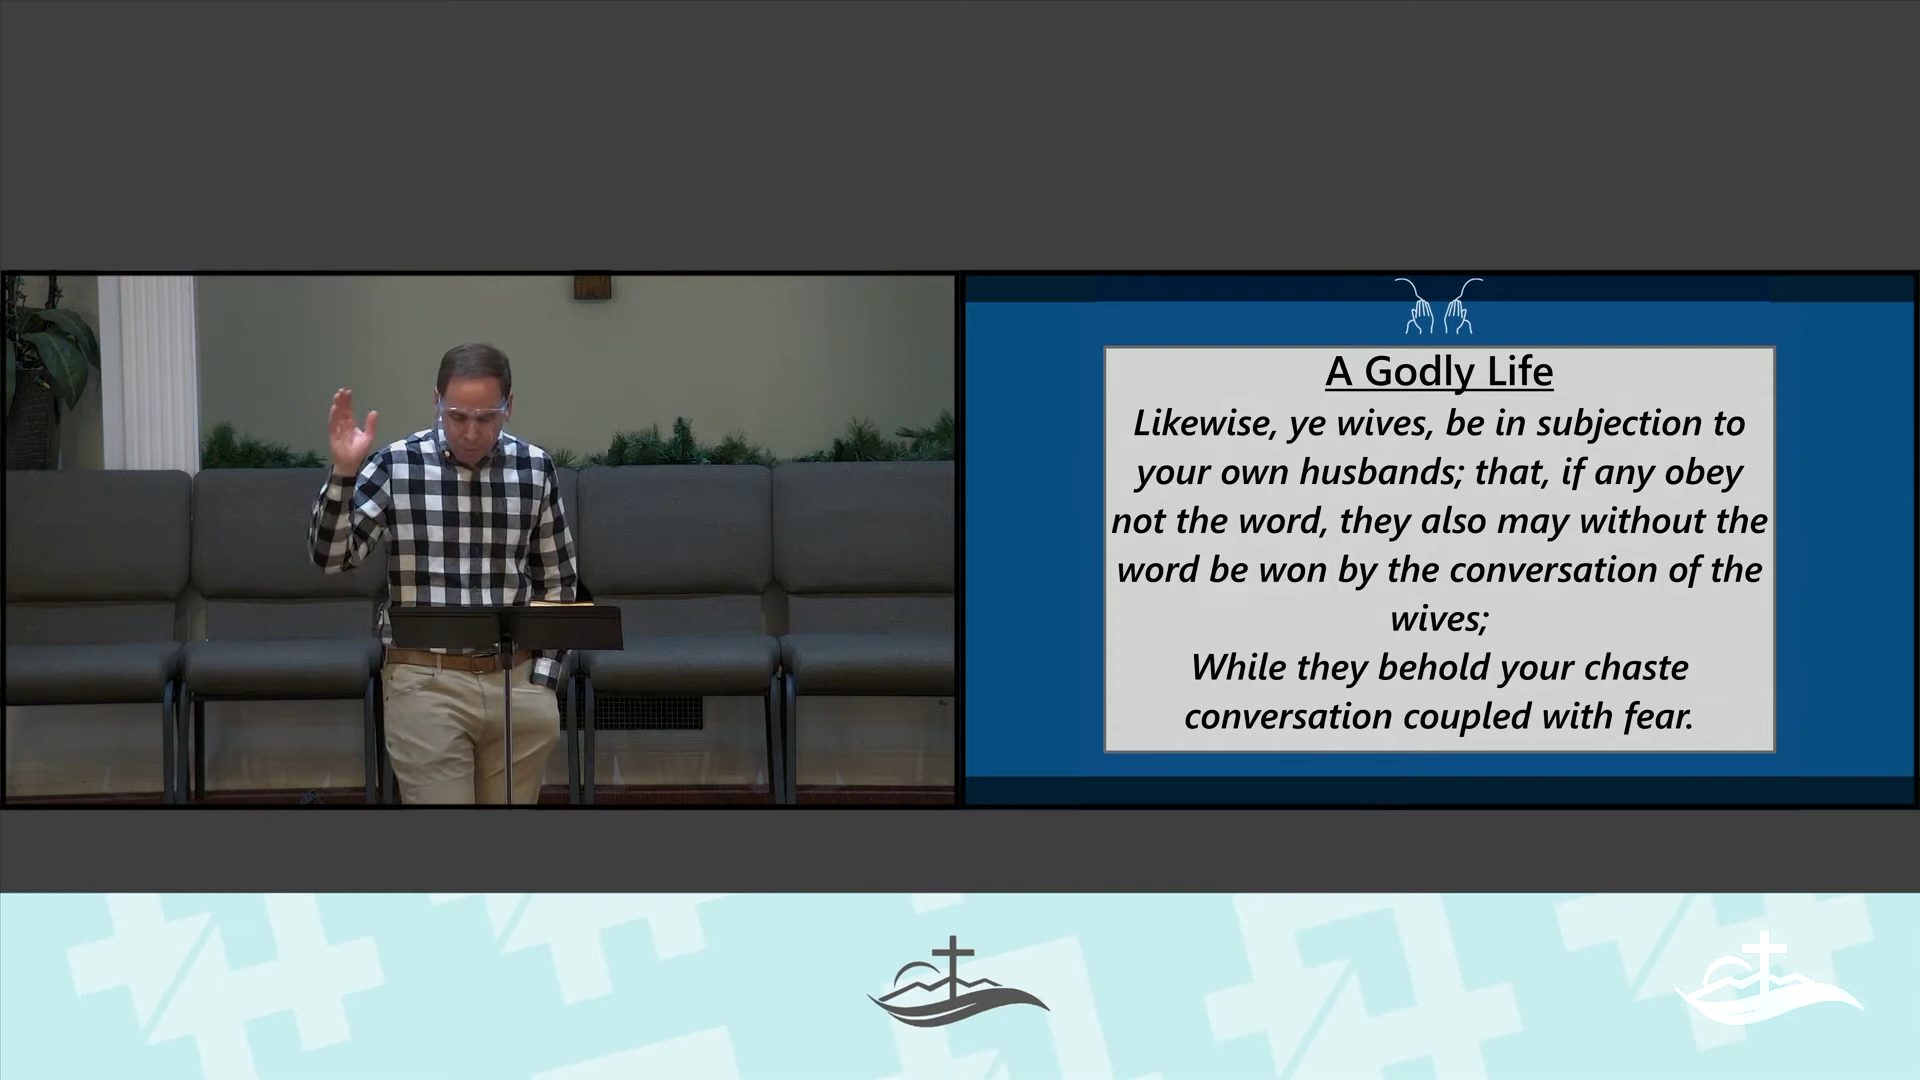 A Godly Life
Likewise, ye wives, be in subjection to
your own husbands; that, if any obey
not the word, they also may without the
word be won by the conversation of the
wives;
While they behold your chaste
conversation coupled with fear.